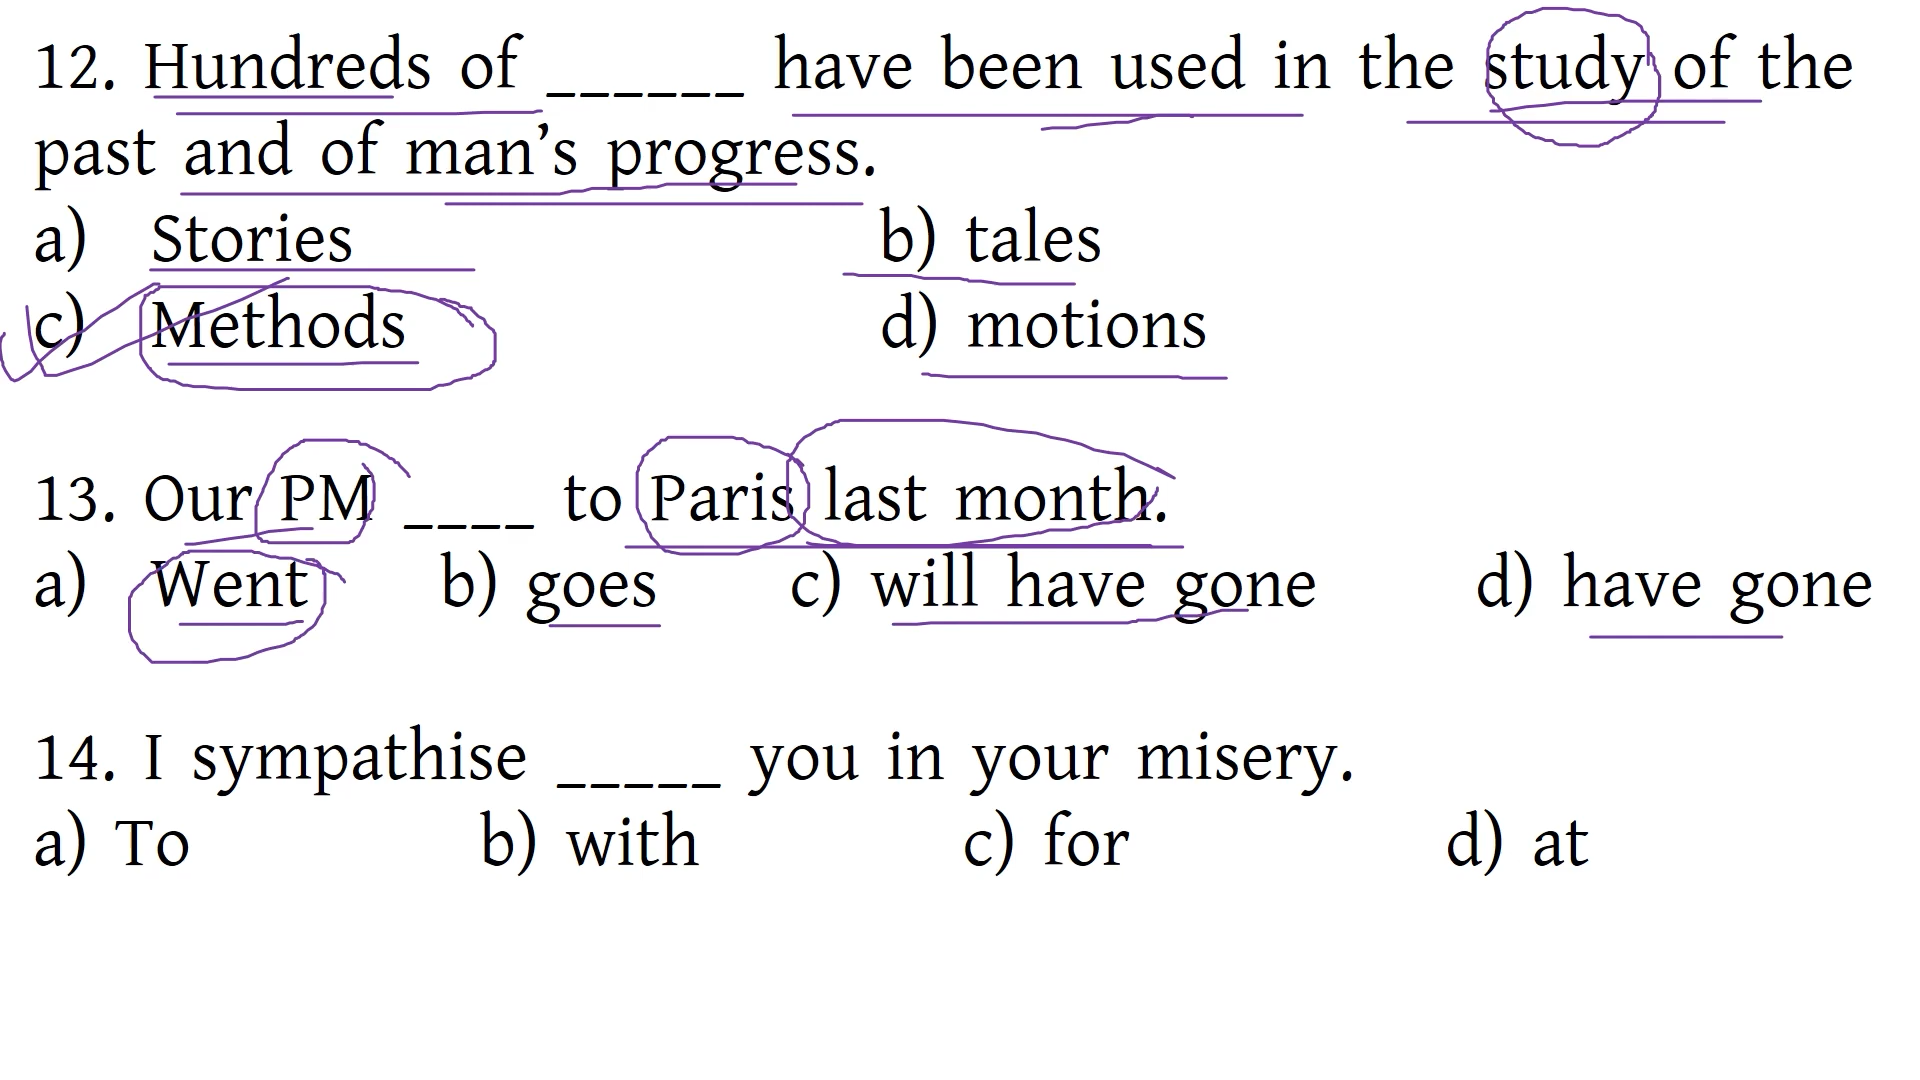 12. Hundreds of ______ have been used in the study of the
past and of man’s progress.
a) Stories b) tales
c) Methods d) motions
13. Our PM ____ to Paris last month.
a) Went b) goes c) will have gone d) have gone
14. I sympathise _____ you in your misery.
a) To b) with c) for d) at